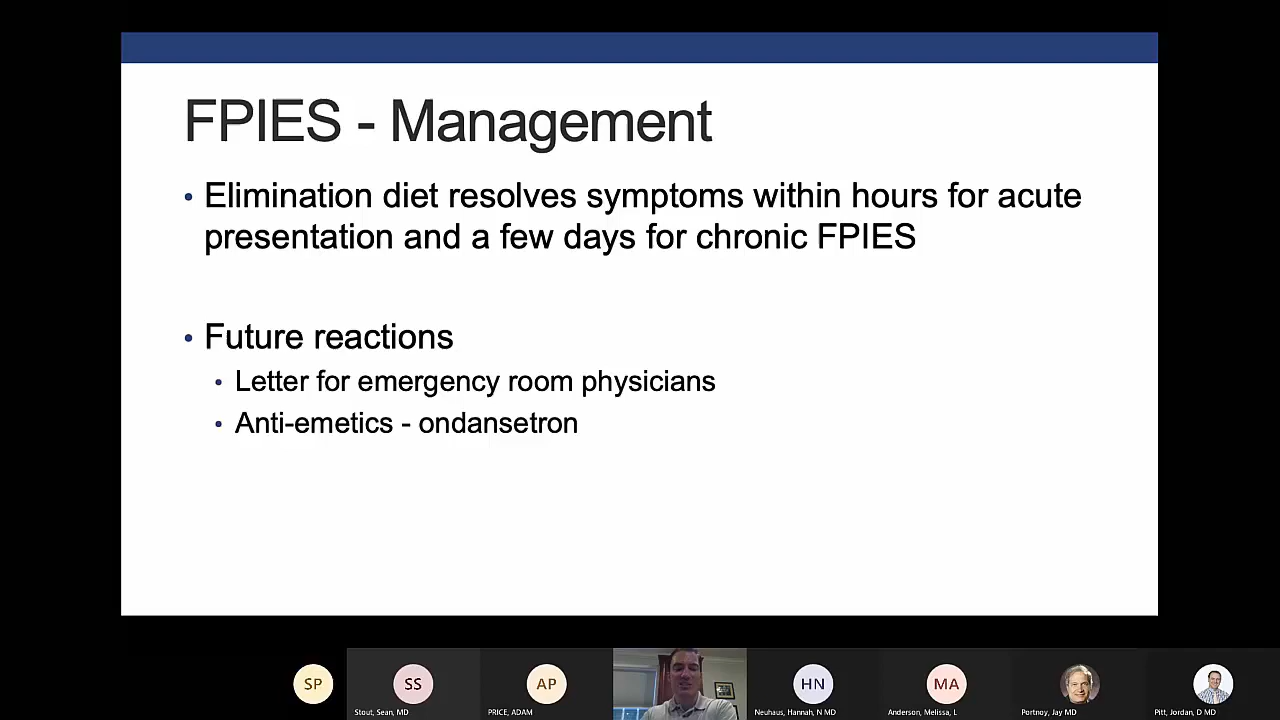 FPIES - Management
• Elimination diet resolves symptoms within hours for acute
presentation and a few days for chronic FPIES
• Future reactions
• Letter for emergency room physicians
• Anti-emetics - ondansetron
SP
SS
AP
HN
MA
Stout, Sean, MD
PRICE, ADAM
Neuhaus, Hannah, N MD
Anderson, Melissa, L
Portnoy, Jay MD
Pitt, Jordan, D MD